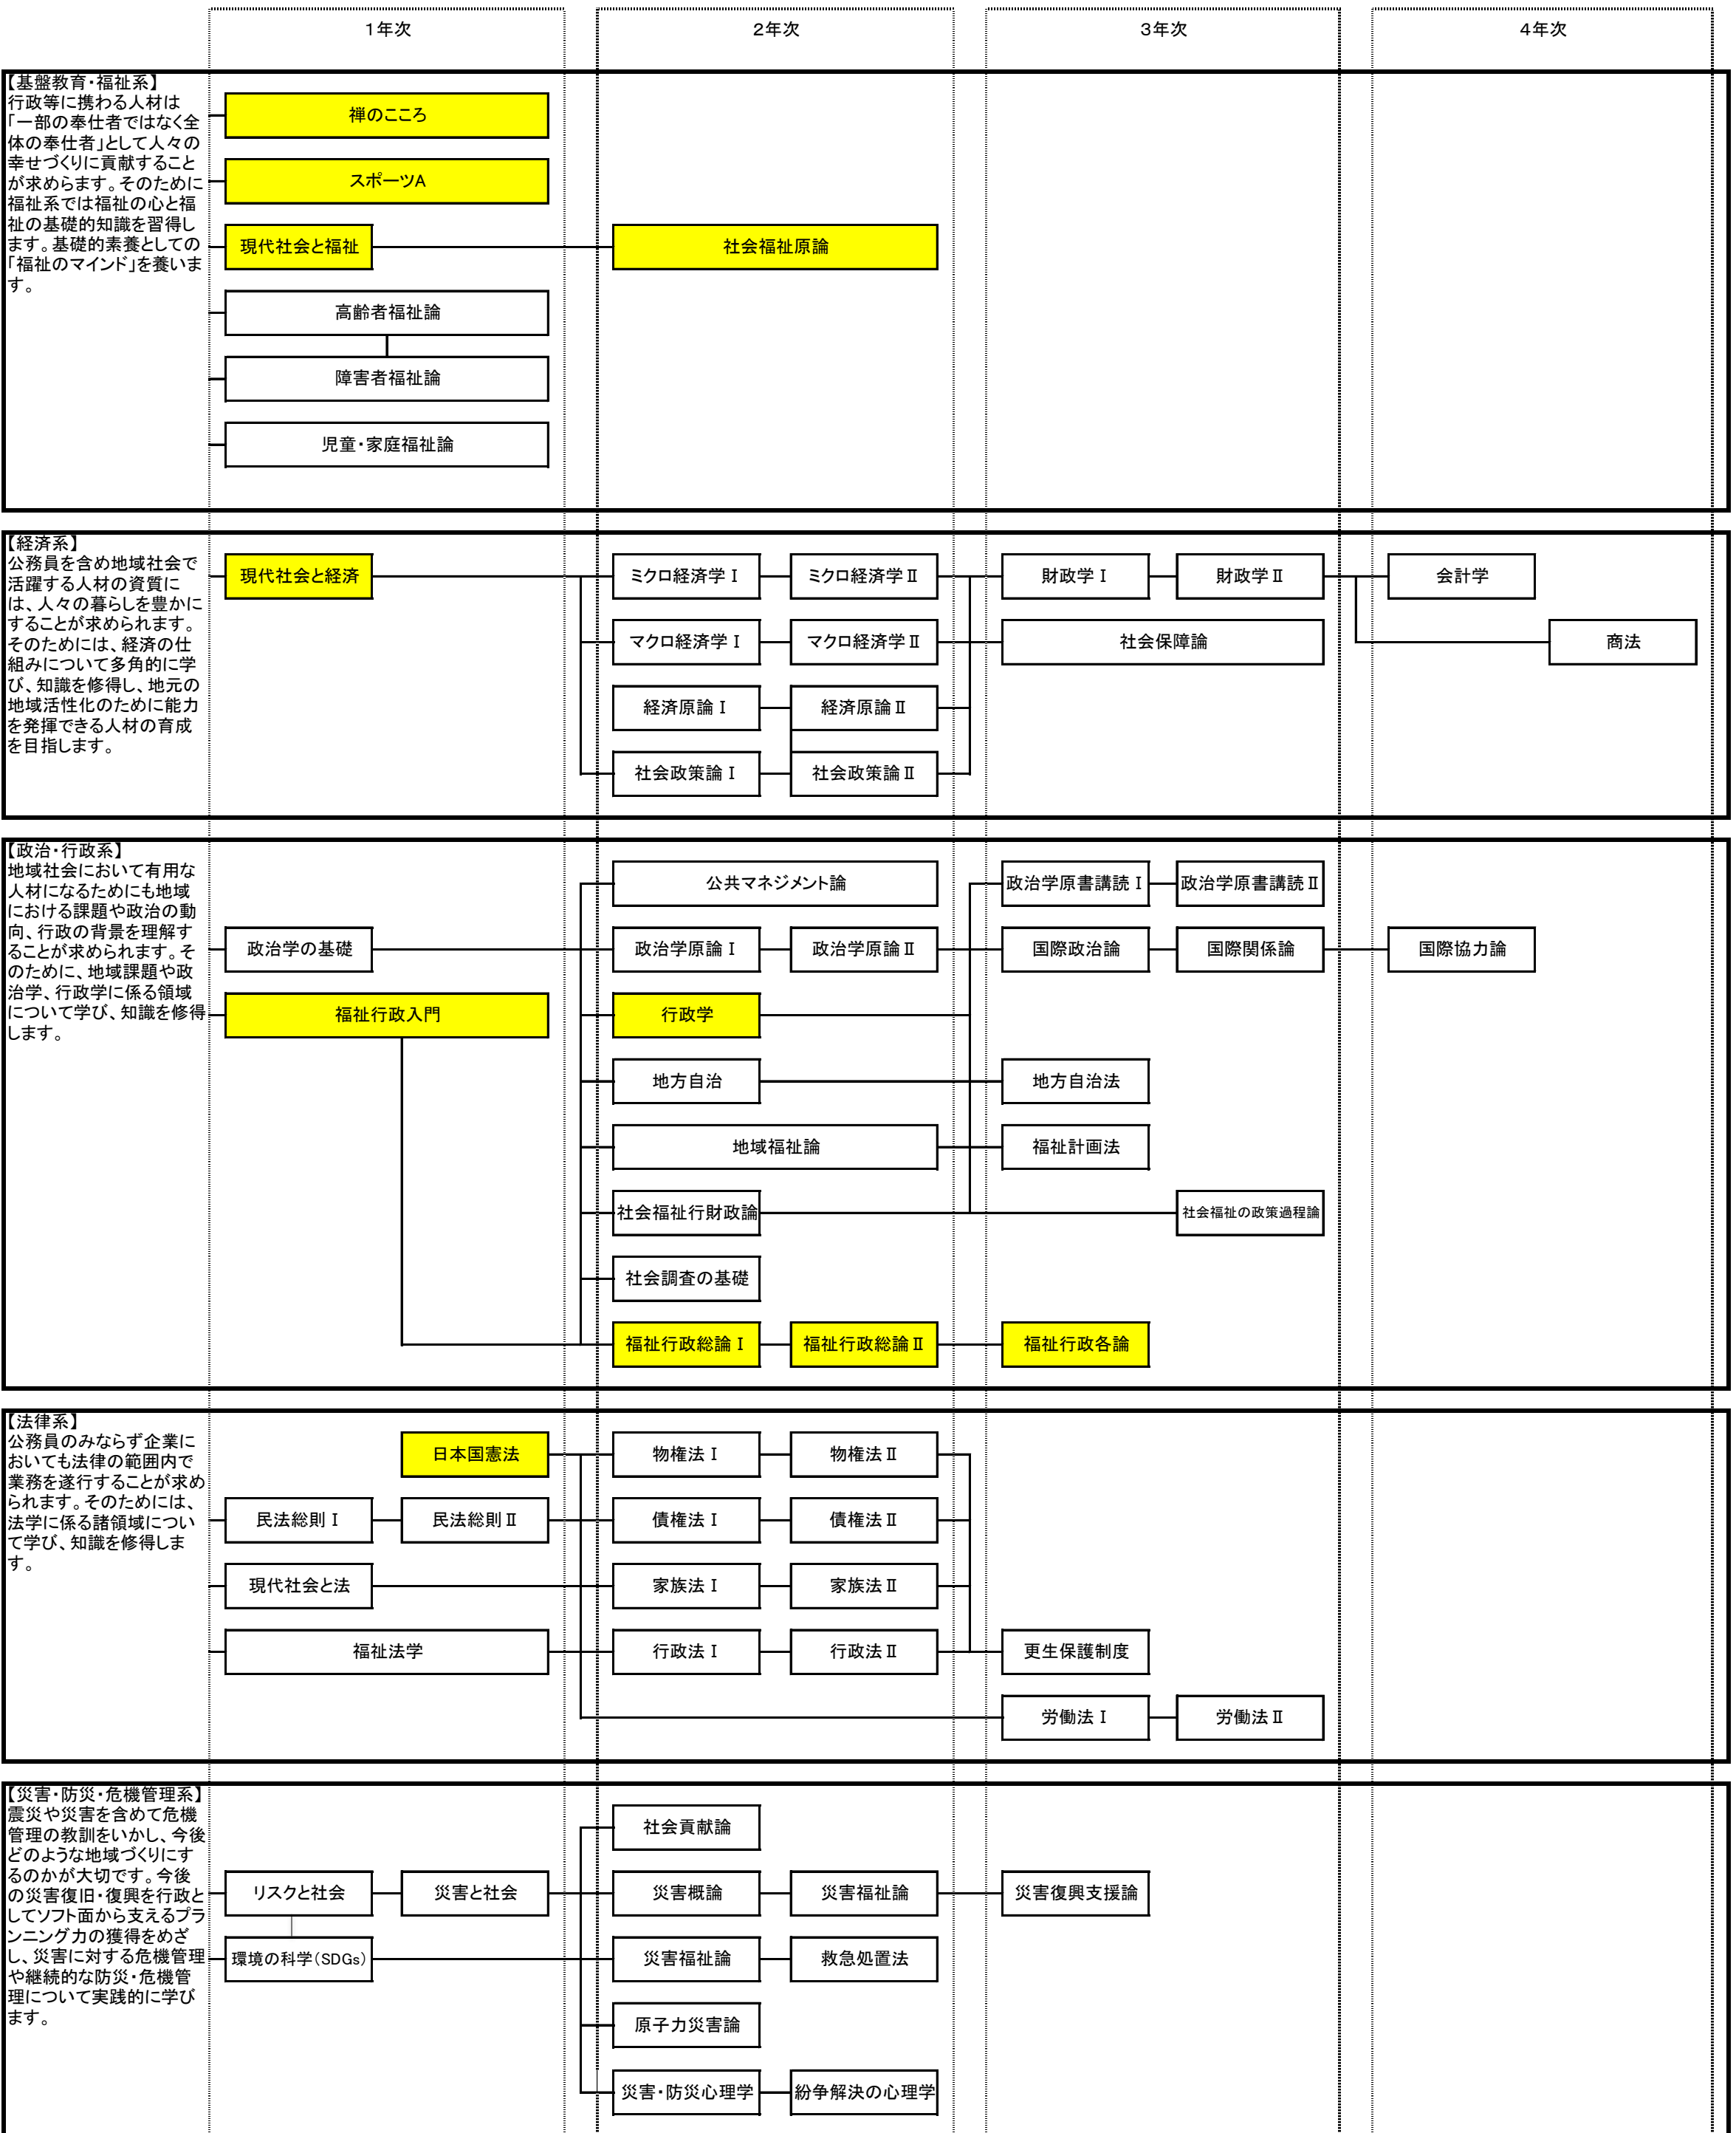 1年次
2年次
3年次
4年次
【基盤教育・福祉系】
行政等に携わる人材は
「一部の奉仕者ではなく全
体の奉仕者」として人々の
幸せづくりに貢献すること
が求めらます。そのために
福祉系では福祉の心と福
祉の基礎的知識を習得し
ます。基礎的素養としての
「福祉のマインド」を養いま
す。
禅のこころ
スポーツA
現代社会と福祉
社会福祉原論
高齢者福祉論
障害者福祉論
児童・家庭福祉論
【経済系】
公務員を含め地域社会で
活躍する人材の資質に
は、人々の暮らしを豊かに
することが求められます。
そのためには、経済の仕
組みについて多角的に学
び、知識を修得し、地元の
地域活性化のために能力
を発揮できる人材の育成
を目指します。
現代社会と経済
ミクロ経済学Ⅰ
ミクロ経済学Ⅱ
財政学Ⅰ
財政学Ⅱ
会計学
マクロ経済学Ⅰ
マクロ経済学Ⅱ
社会保障論
商法
経済原論Ⅰ
経済原論Ⅱ
社会政策論Ⅰ
社会政策論Ⅱ
【政治・行政系】
地域社会において有用な
人材になるためにも地域
における課題や政治の動
向、行政の背景を理解す
ることが求められます。そ
のために、地域課題や政
治学、行政学に係る領域
について学び、知識を修得
します。
公共マネジメント論
政治学原書講読Ⅰ
政治学原書講読Ⅱ
政治学の基礎
政治学原論Ⅰ
政治学原論Ⅱ
国際政治論
国際関係論
国際協力論
福祉行政入門
行政学
地方自治
地方自治法
地域福祉論
福祉計画法
社会福祉行財政論
社会福祉の政策過程論
社会調査の基礎
福祉行政総論Ⅰ
福祉行政総論Ⅱ
福祉行政各論
【法律系】
公務員のみならず企業に
おいても法律の範囲内で
業務を遂行することが求め
られます。そのためには、
法学に係る諸領域につい
て学び、知識を修得しま
す。
日本国憲法
物権法Ⅰ
物権法Ⅱ
民法総則Ⅰ
民法総則Ⅱ
債権法Ⅰ
債権法Ⅱ
現代社会と法
家族法Ⅰ
家族法Ⅱ
福祉法学
行政法Ⅰ
行政法Ⅱ
更生保護制度
労働法Ⅰ
労働法Ⅱ
【災害・防災・危機管理系】
震災や災害を含めて危機
管理の教訓をいかし、今後
どのような地域づくりにす
るのかが大切です。今後
の災害復旧・復興を行政と
してソフト面から支えるプラ
ンニング力の獲得をめざ
し、災害に対する危機管理
や継続的な防災・危機管
理について実践的に学び
ます。
社会貢献論
リスクと社会
災害と社会
災害概論
災害福祉論
災害復興支援論
環境の科学(SDGs)
災害福祉論
救急処置法
原子力災害論
災害・防災心理学
紛争解決の心理学